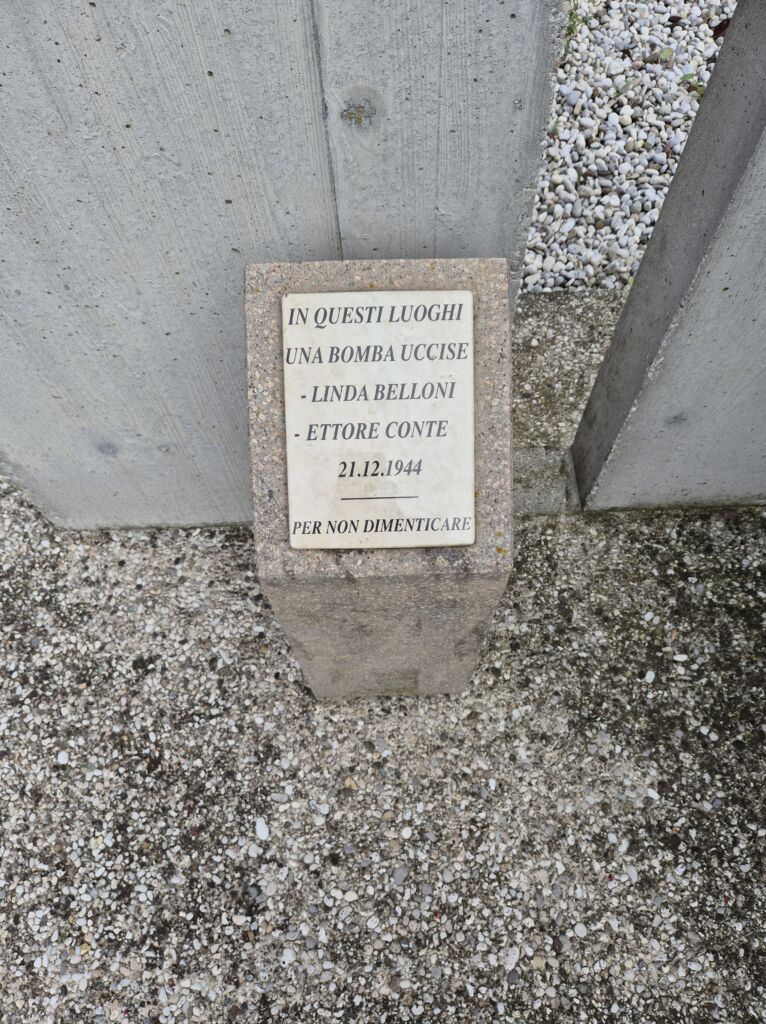 IN QUESTI LUOGHI
UNA BOMBA UCCISE
- LINDA BELLONI
- ETTORE CONTE
21.12.1944
PER NON DIMENTICARE